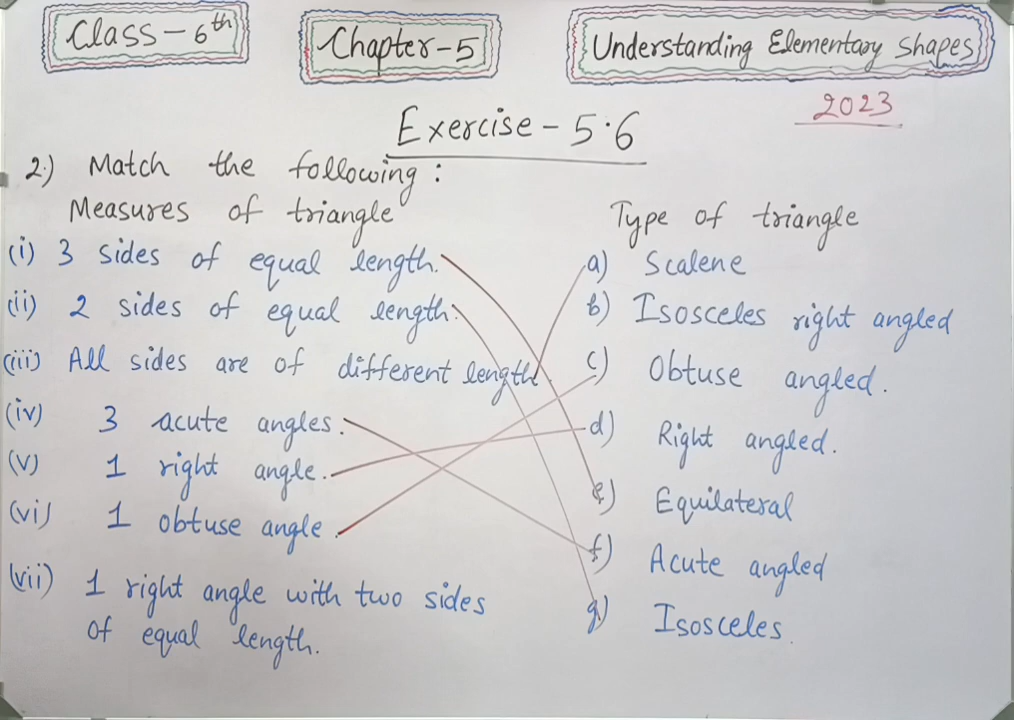 Class - 6th
Chapter - 5
Understanding Elementary Shapes
2023
Exercise - 5.6
2.) Match the following :
Measures of triangle
Type of triangle
(i) 3 sides of equal length.
a) Scalene
(ii) 2 sides of equal length.
b) Isosceles right angled
(iii) All sides are of different length.
c) Obtuse angled.
(iv) 3 acute angles.
d) Right angled.
(v) 1 right angle.
e) Equilateral
(vi) 1 obtuse angle.
f) Acute angled
(vii) 1 right angle with two sides
of equal length.
g) Isosceles.